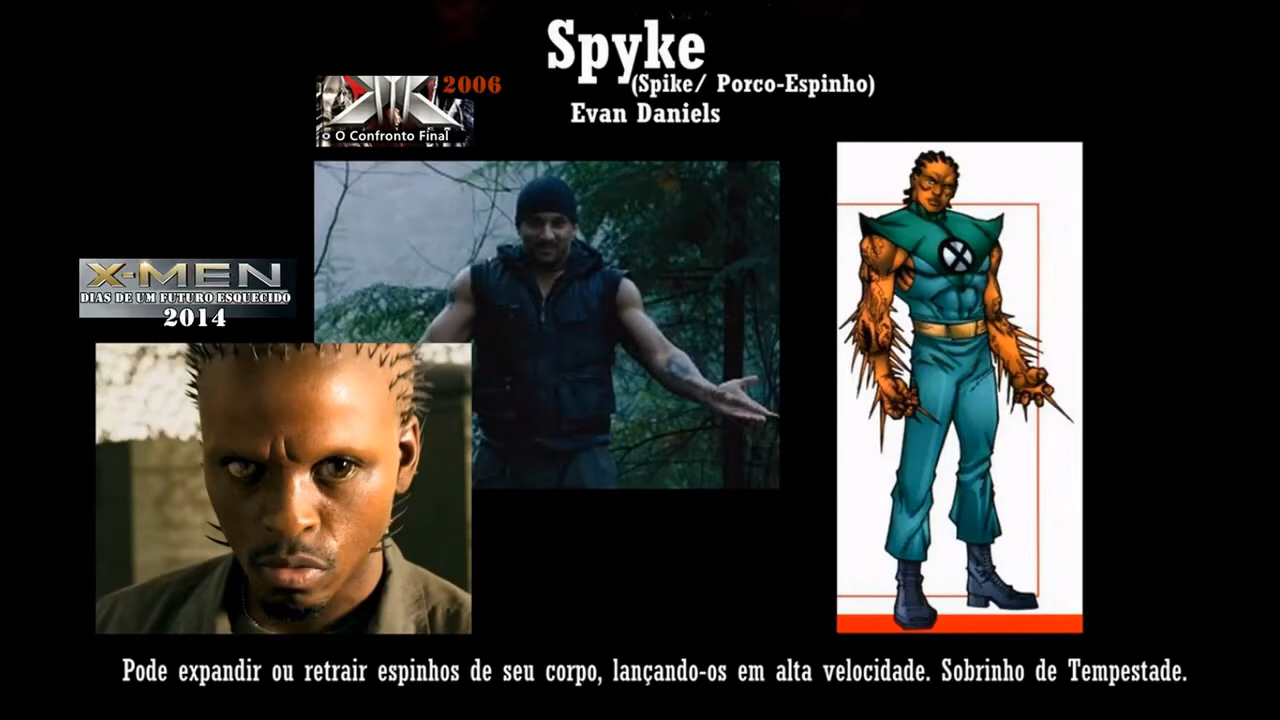 Spyke
(Spike/ Porco-Espinho)
Evan Daniels
2006
o O Confronto Final
X-MEN
DIAS DE UM FUTURO ESQUECIDO
2014
Pode expandir ou retrair espinhos de seu corpo, lançando-os em alta velocidade. Sobrinho de Tempestade.